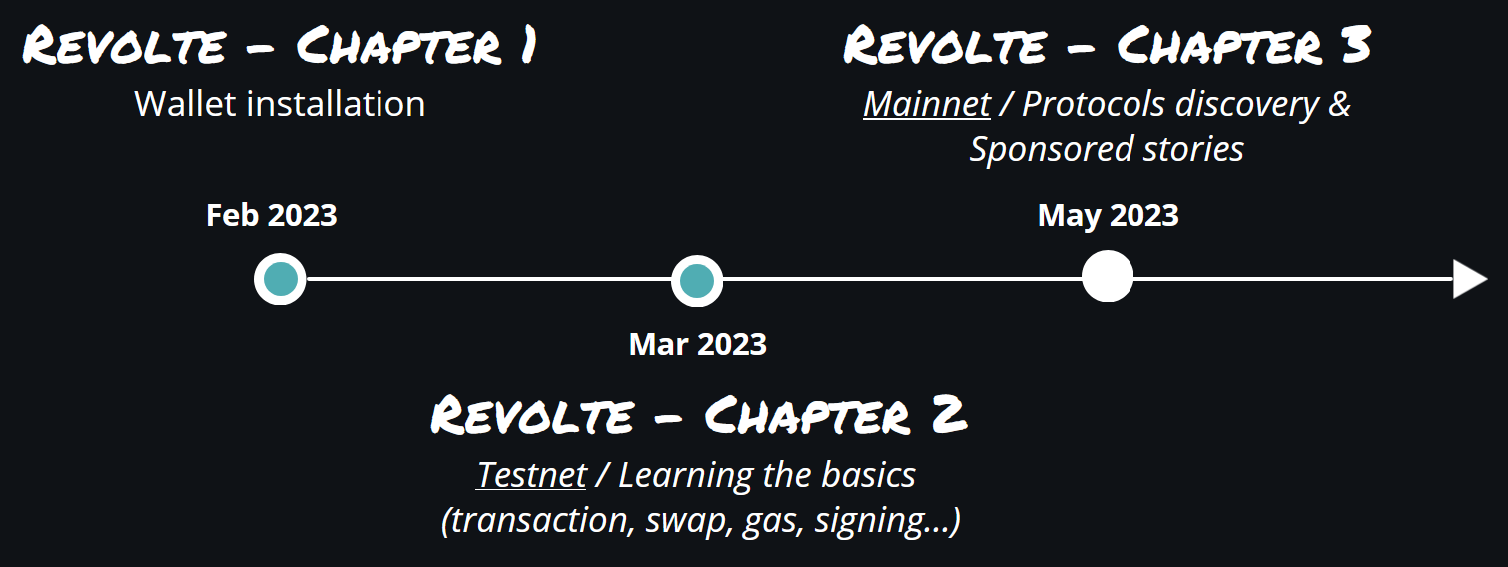 Revolte – Chapter 1
Wallet installation
Feb 2023
Mar 2023
Revolte – Chapter 2
Testnet / Learning the basics
(transaction, swap, gas, signing...)
Revolte – Chapter 3
Mainnet / Protocols discovery &
Sponsored stories
May 2023